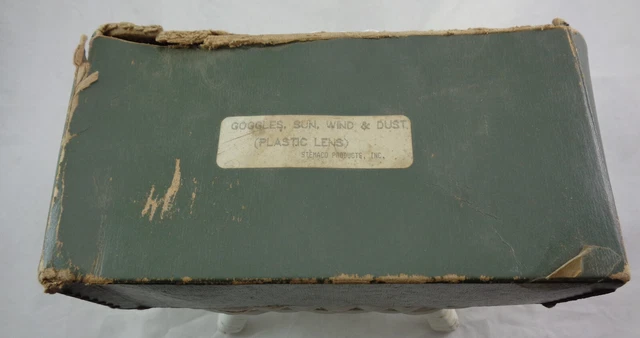 GOGGLES, SUN, WIND & DUST,
(PLASTIC LENS)
PRODUCTS, INC.